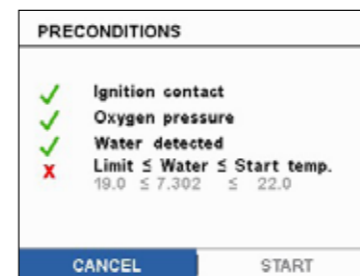 PRECONDITIONS
Ignition contact
Oxygen pressure
Water detected
X Limit ≤ Water ≤ Start temp.
19.0 ≤ 7.302 ≤ 22.0
CANCEL START